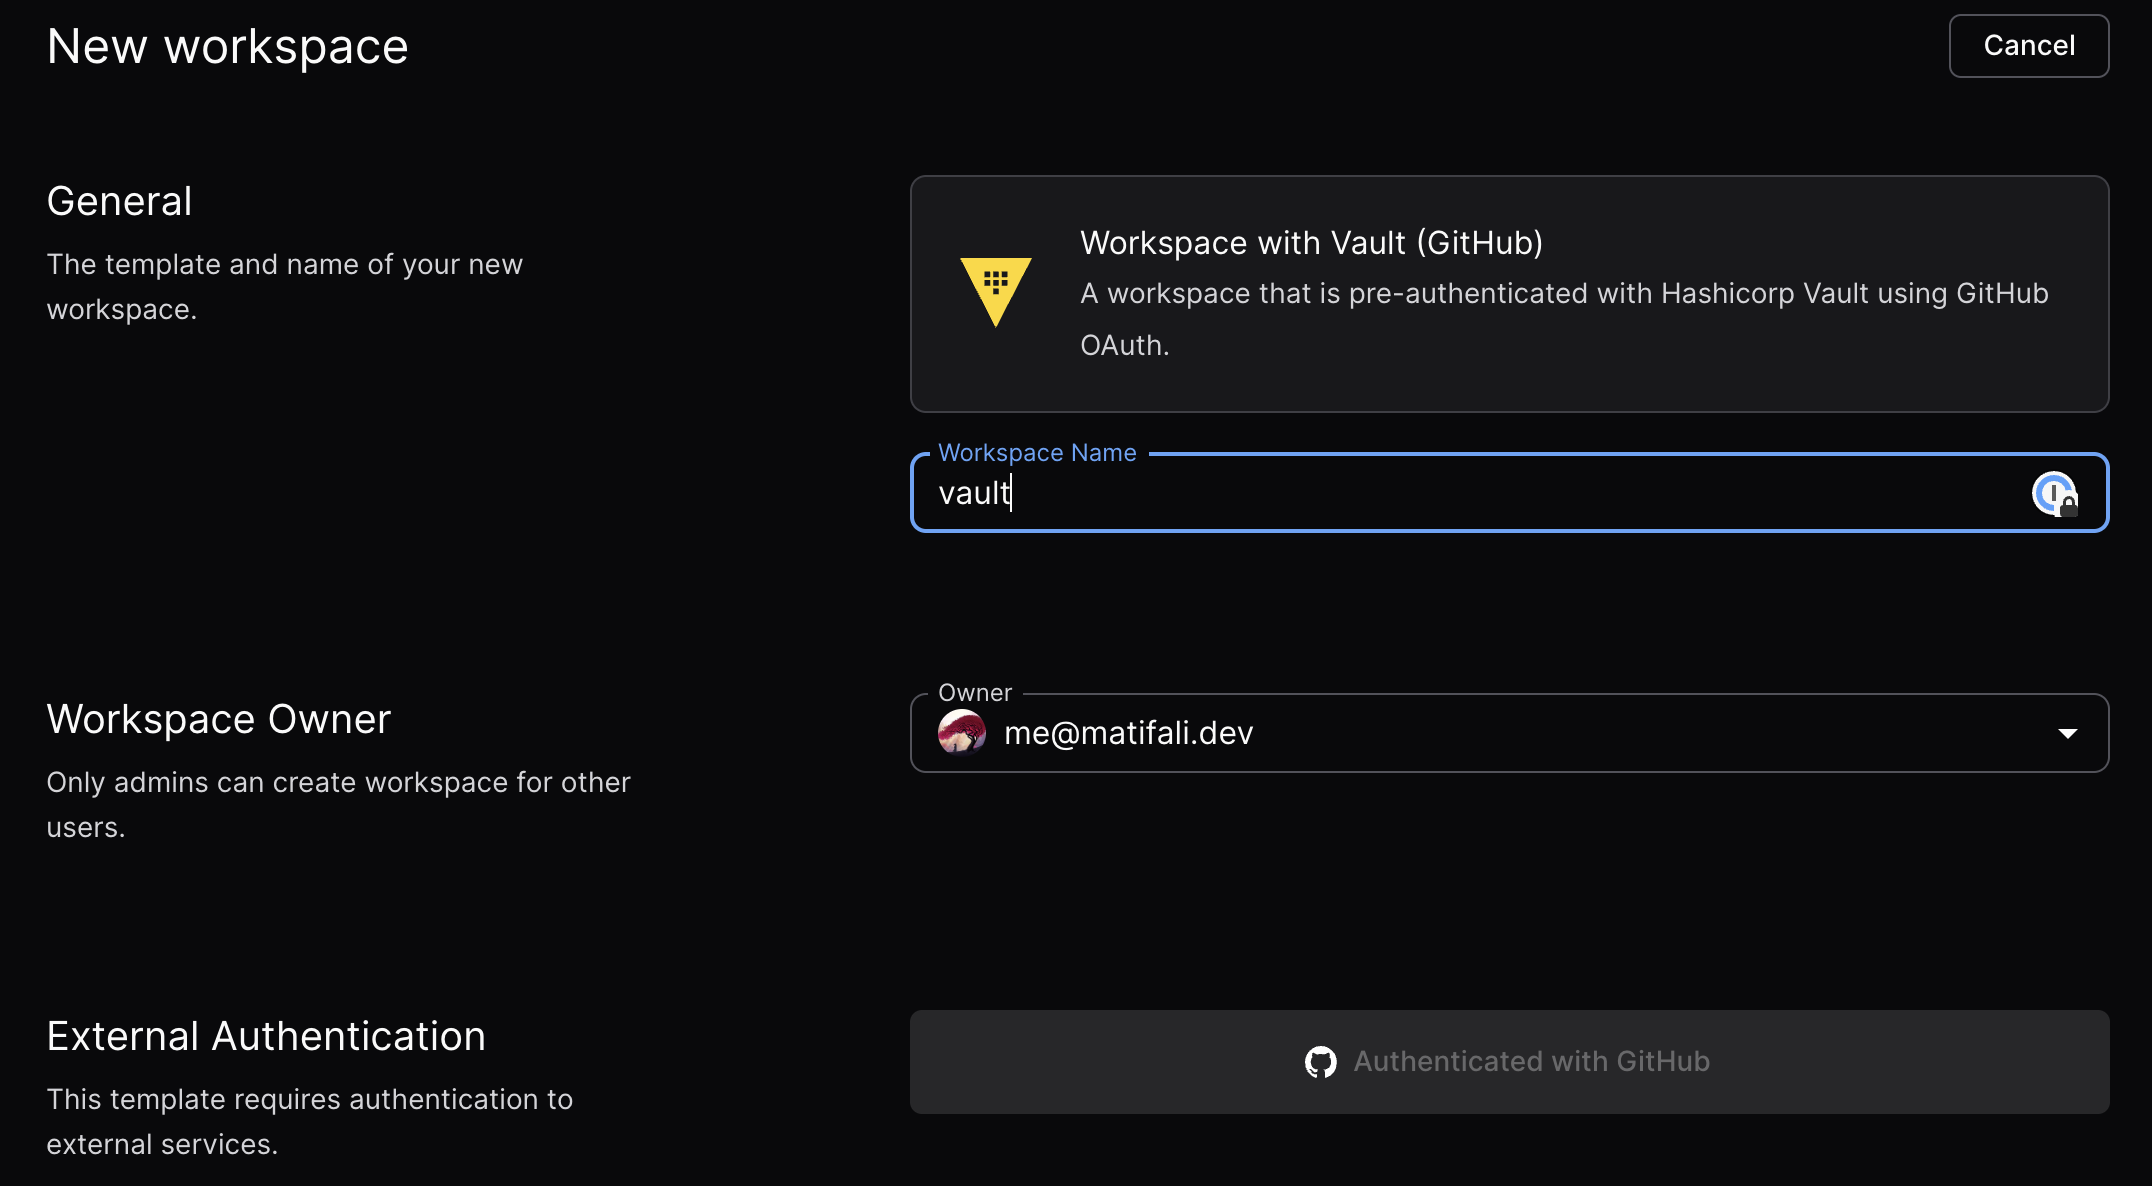 New workspace
Cancel
General
The template and name of your new
workspace.
Workspace with Vault (GitHub)
A workspace that is pre-authenticated with Hashicorp Vault using GitHub
OAuth.
Workspace Name
vault
Workspace Owner
Only admins can create workspace for other
users.
Owner
me@matifali.dev
External Authentication
This template requires authentication to
external services.
Authenticated with GitHub